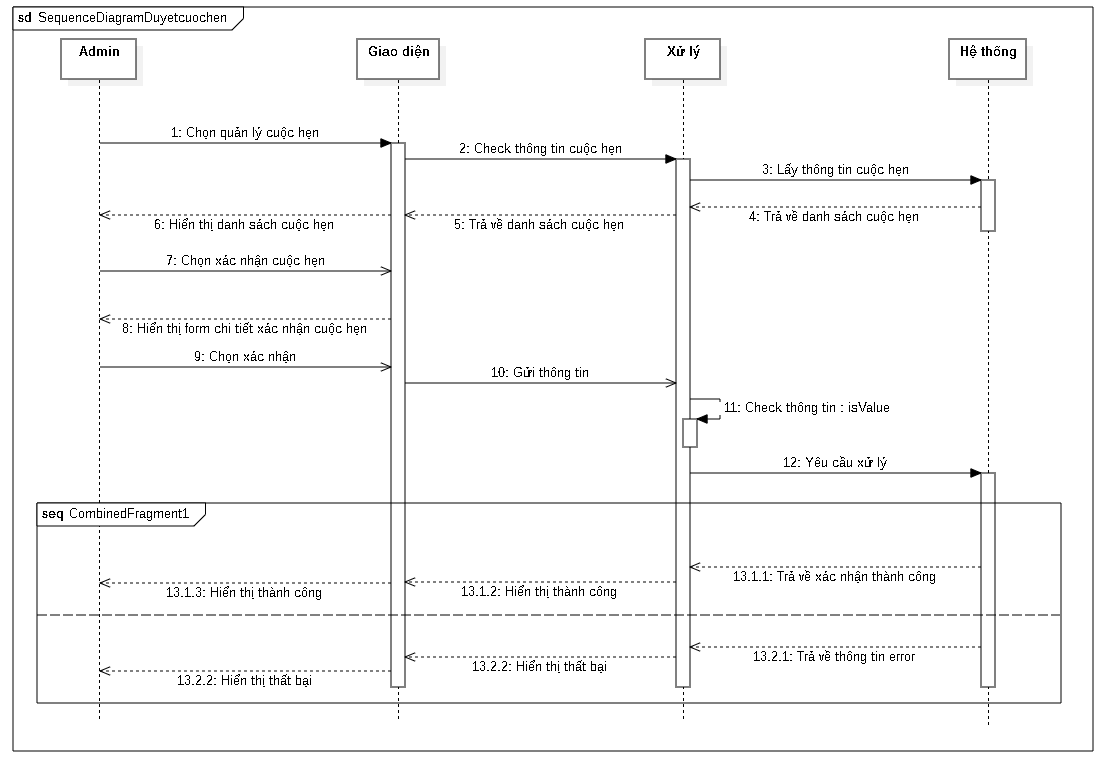 sd SequenceDiagramDuyetcuochen
Admin
Giao diện
Xử lý
Hệ thống
1: Chọn quản lý cuộc hẹn
2: Check thông tin cuộc hẹn
3: Lấy thông tin cuộc hẹn
4: Trả về danh sách cuộc hẹn
5: Trả về danh sách cuộc hẹn
6: Hiển thị danh sách cuộc hẹn
7: Chọn xác nhận cuộc hẹn
8: Hiển thị form chi tiết xác nhận cuộc hẹn
9: Chọn xác nhận
10: Gửi thông tin
11: Check thông tin : isValue
12: Yêu cầu xử lý
seq CombinedFragment1
13.1.1: Trả về xác nhận thành công
13.1.2: Hiển thị thành công
13.1.3: Hiển thị thành công
13.2.1: Trả về thông tin error
13.2.2: Hiển thị thất bại
13.2.2: Hiển thị thất bại